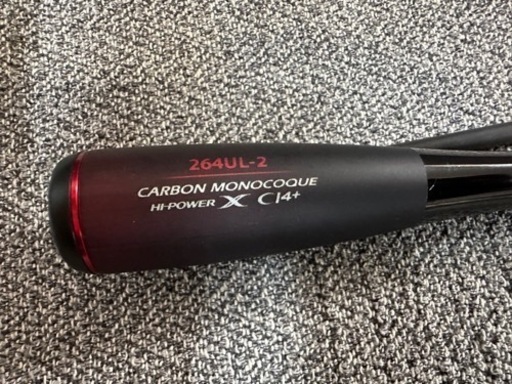 264UL-2
CARBON MONOCOQUE
HI-POWER X CI4+